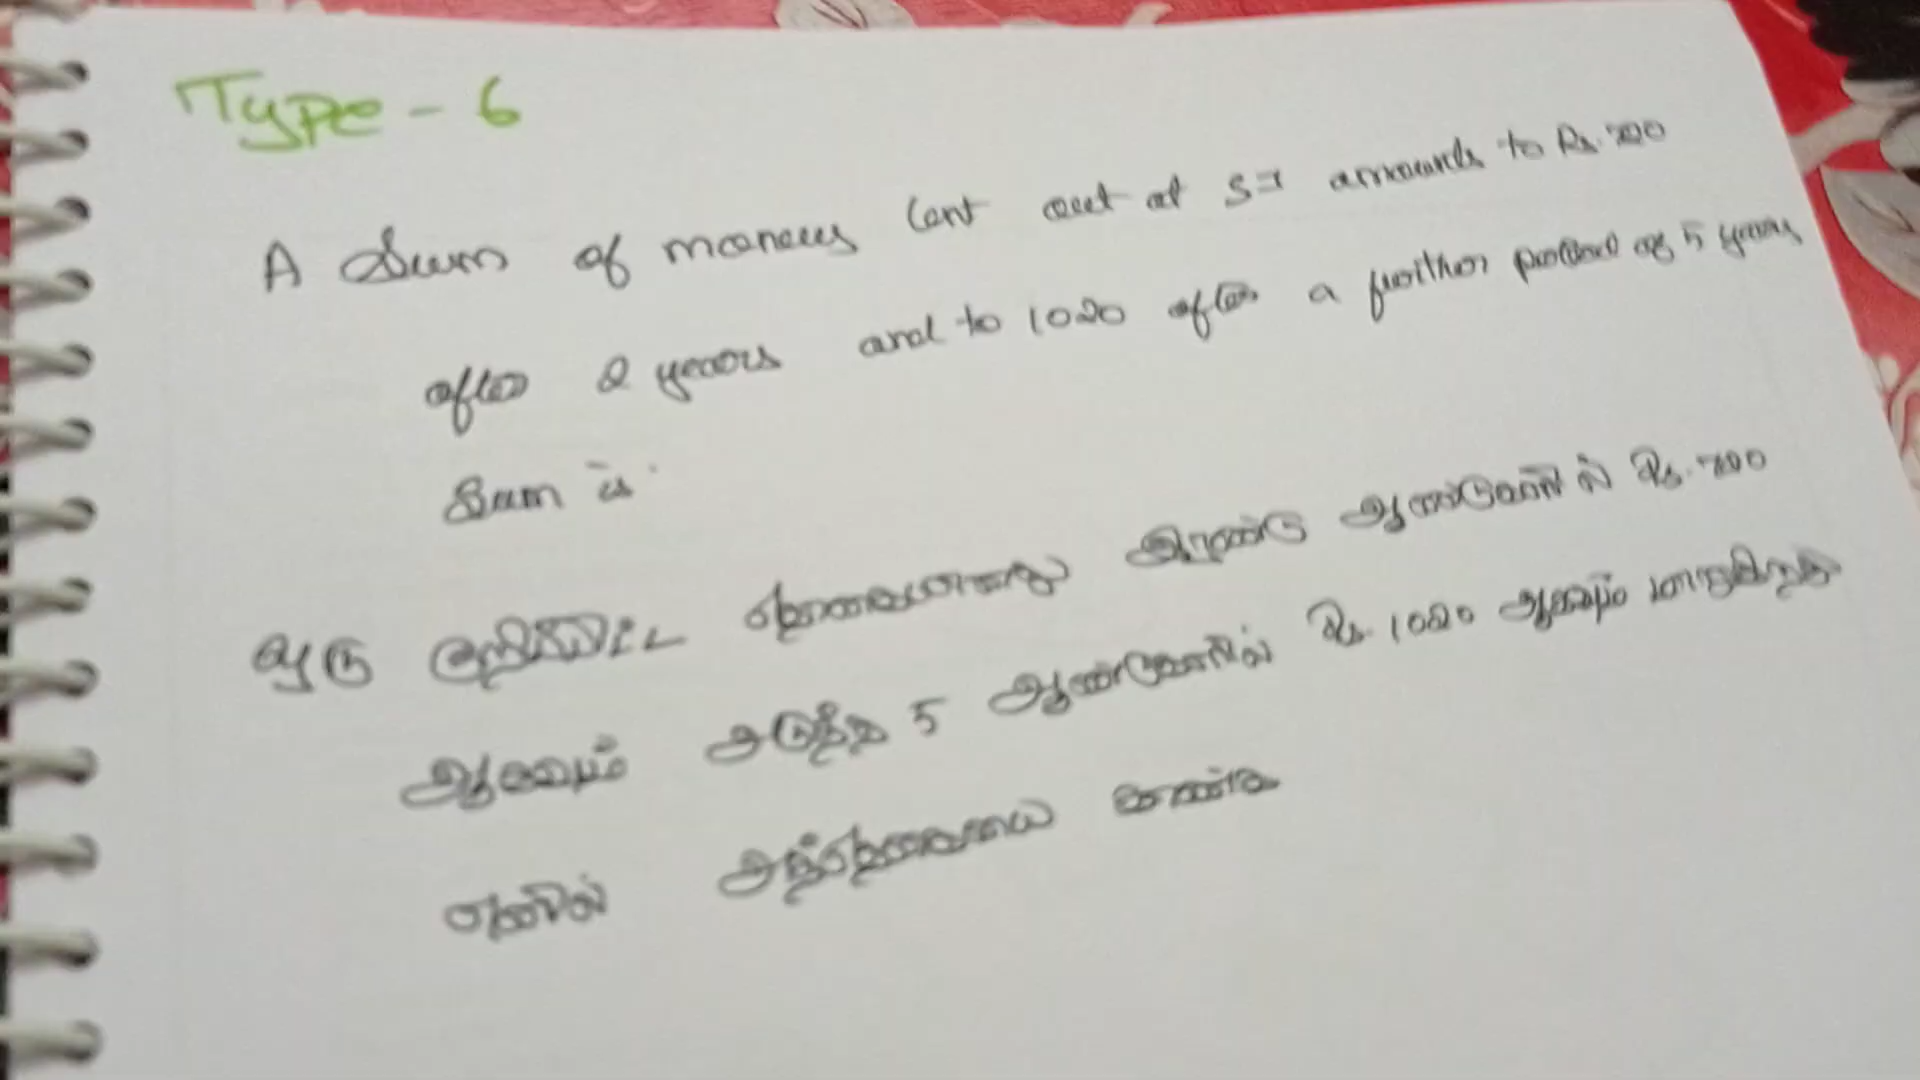 Type - 6
A Sum of money lent out at S.I amounts to Rs. 720
after 2 years and to 1020 after a further period of 5 years
Sum is
ஒரு குறிப்பிட்ட தொகையானது இரண்டு ஆண்டுகளில் Rs. 720
ஆகவும் அடுத்த 5 ஆண்டுகளில் Rs. 1020 ஆகவும் மாறுகிறது
எனில் அத்தொகையை காண்க